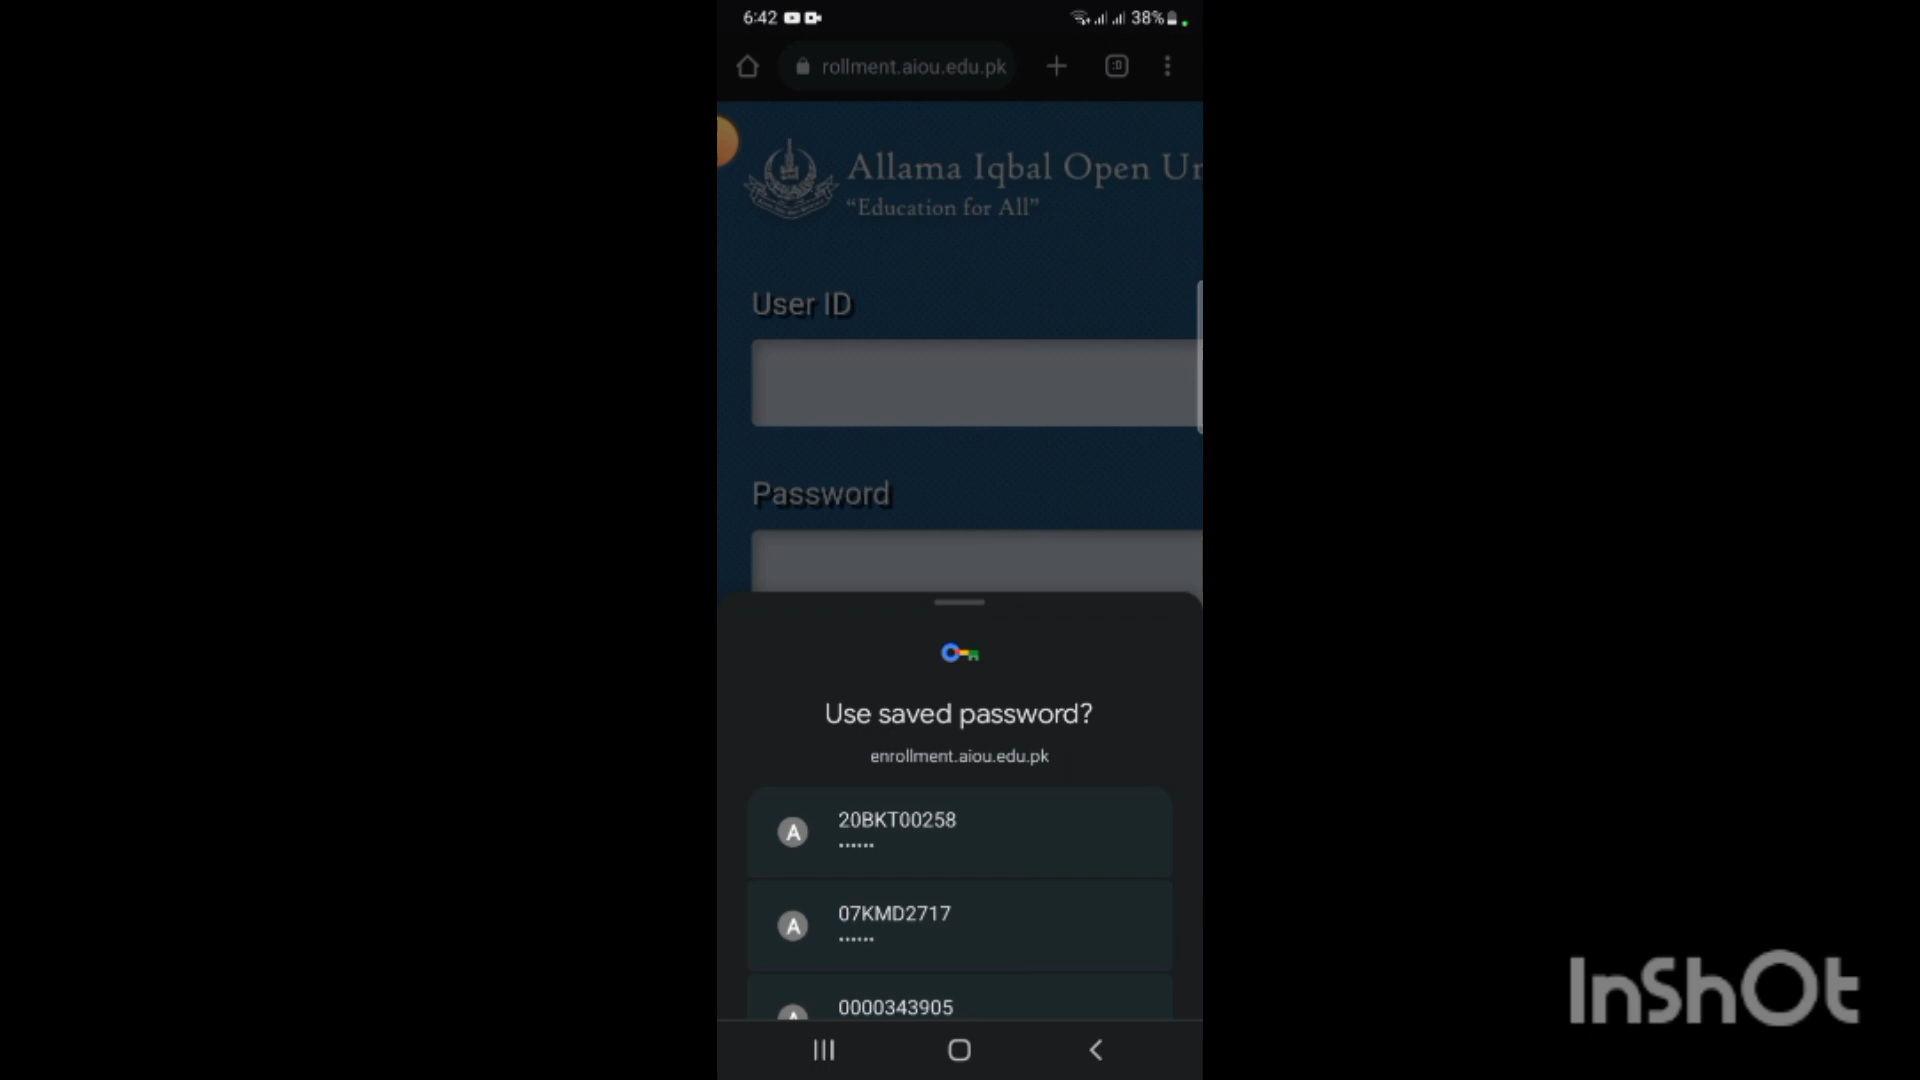 6:42
38%
rollment.aiou.edu.pk
:D
Allama Iqbal Open Un
“Education for All”
User ID
Password
Use saved password?
enrollment.aiou.edu.pk
A
20BKT00258
••••••
A
07KMD2717
••••••
A
0000343905
InShOt